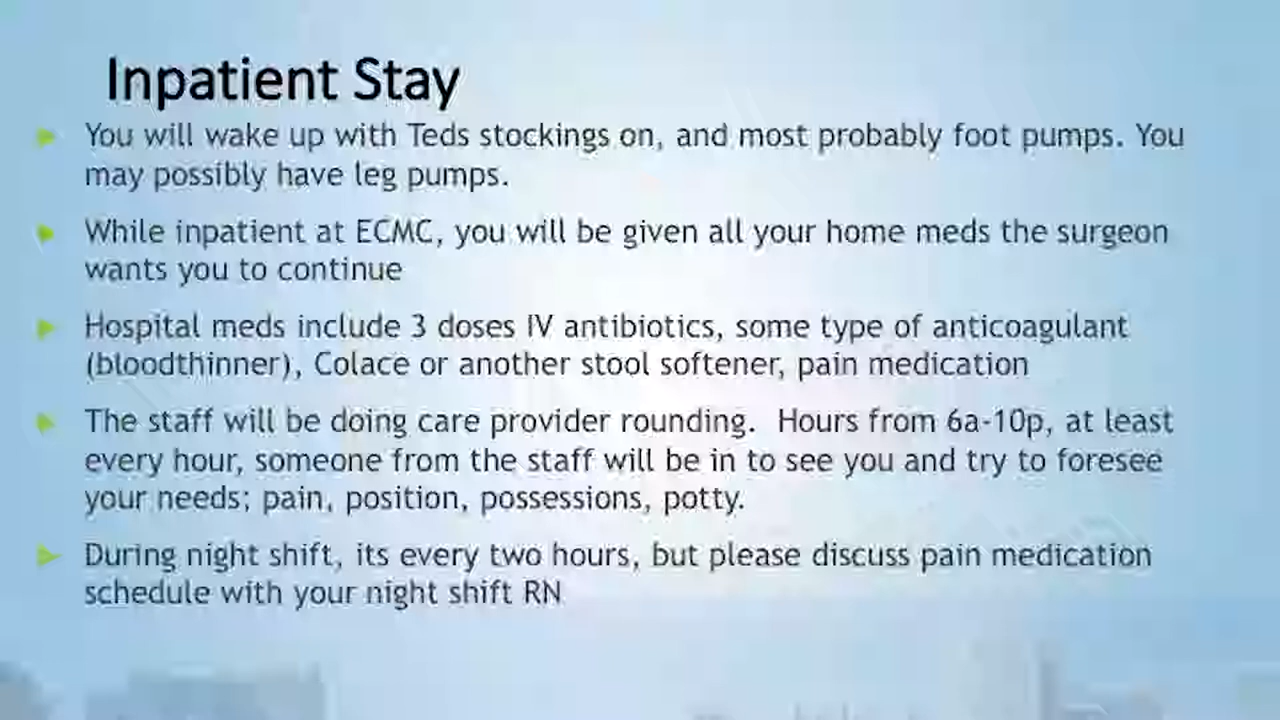 Inpatient Stay
You will wake up with Teds stockings on, and most probably foot pumps. You
may possibly have leg pumps.
While inpatient at ECMC, you will be given all your home meds the surgeon
wants you to continue
Hospital meds include 3 doses IV antibiotics, some type of anticoagulant
(bloodthinner), Colace or another stool softener, pain medication
The staff will be doing care provider rounding.  Hours from 6a-10p, at least
every hour, someone from the staff will be in to see you and try to foresee
your needs; pain, position, possessions, potty.
During night shift, its every two hours, but please discuss pain medication
schedule with your night shift RN